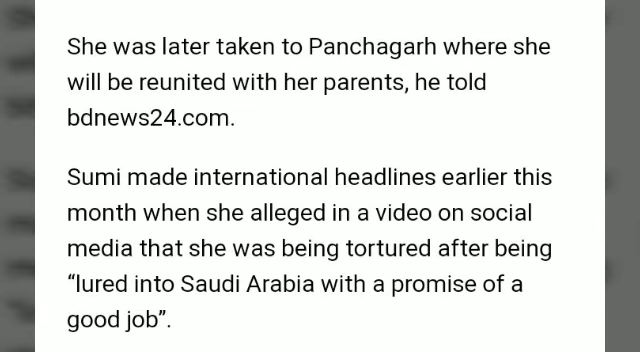 She was later taken to Panchagarh where she
will be reunited with her parents, he told
bdnews24.com.
Sumi made international headlines earlier this
month when she alleged in a video on social
media that she was being tortured after being
“lured into Saudi Arabia with a promise of a
good job”.